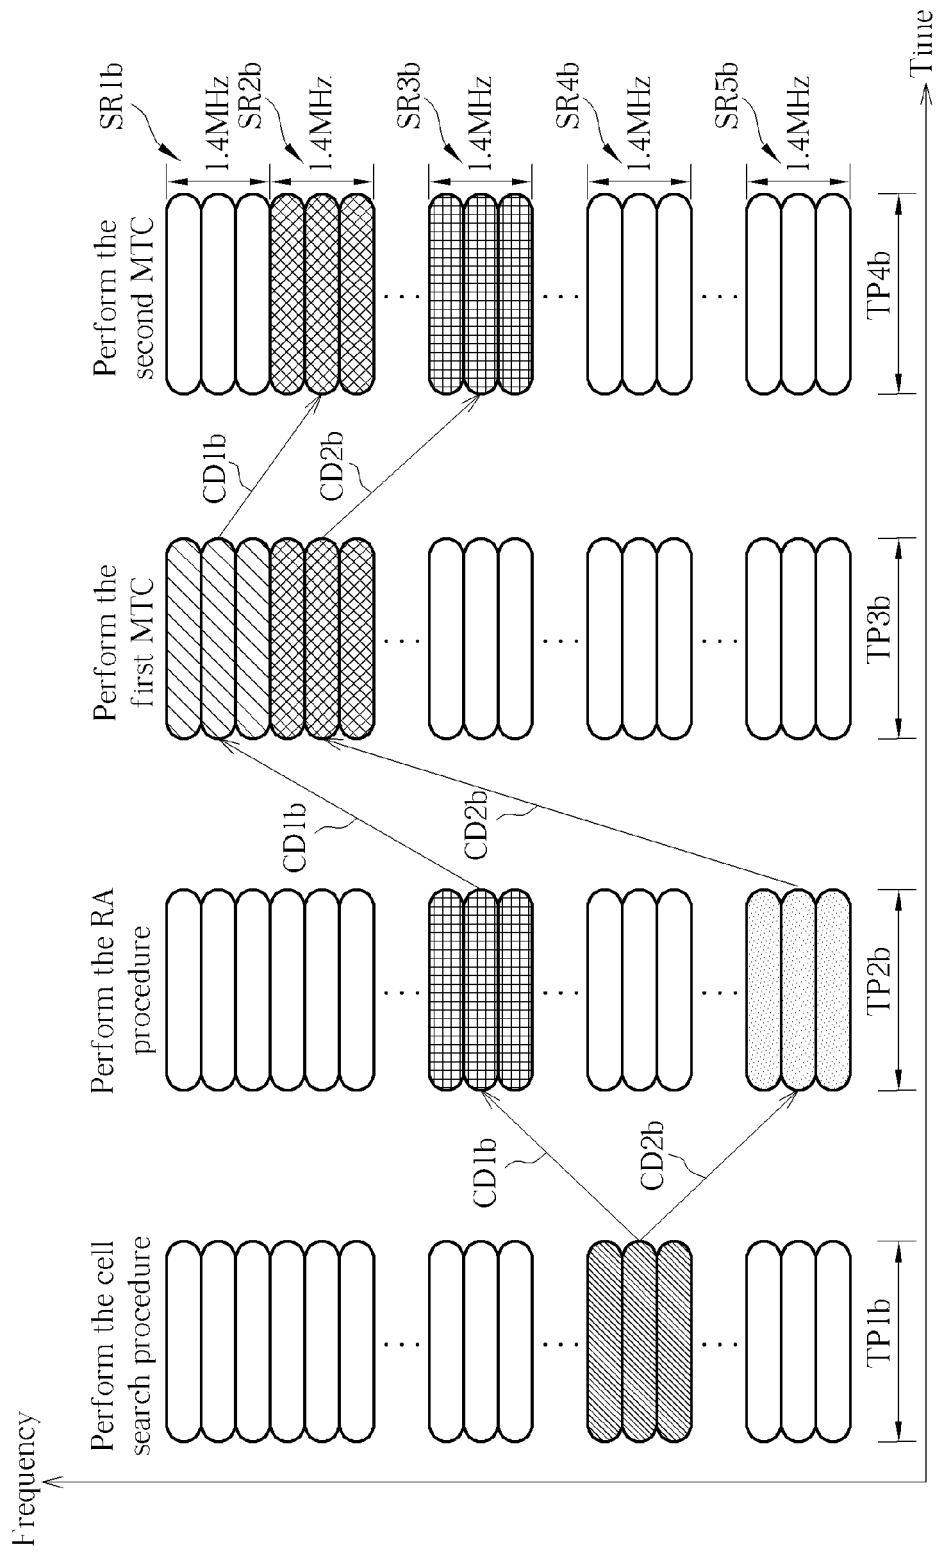 Frequency
Perform the cell
search procedure
Perform the RA
procedure
Perform the
first MTC
Perform the
second MTC
SR1b
1.4MHz
SR2b
1.4MHz
SR3b
1.4MHz
SR4b
1.4MHz
SR5b
1.4MHz
CD1b
CD2b
CD1b
CD2b
CD1b
CD2b
TP1b
TP2b
TP3b
TP4b
Time